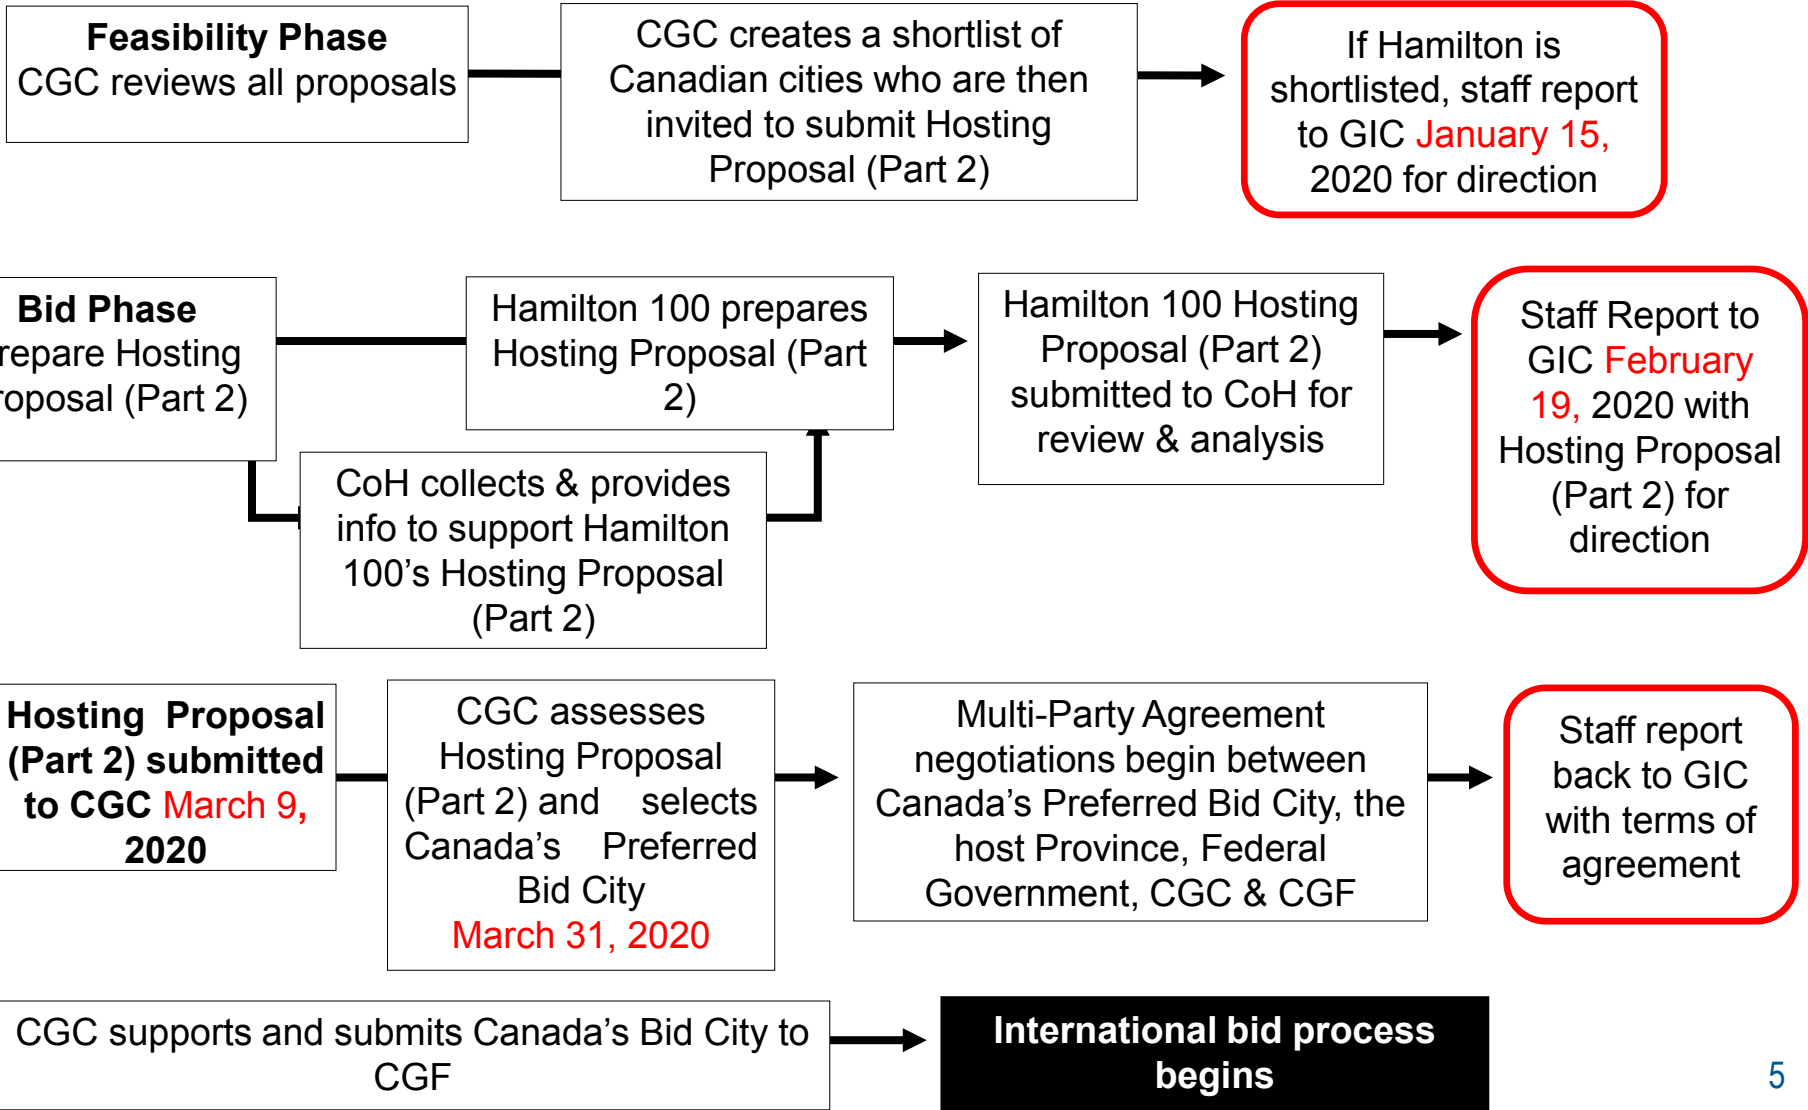 Feasibility Phase
CGC reviews all proposals
CGC creates a shortlist of
Canadian cities who are then
invited to submit Hosting
Proposal (Part 2)
If Hamilton is
shortlisted, staff report
to GIC January 15,
2020 for direction
Bid Phase
repare Hosting
roposal (Part 2)
Hamilton 100 prepares
Hosting Proposal (Part
2)
CoH collects & provides
info to support Hamilton
100’s Hosting Proposal
(Part 2)
Hamilton 100 Hosting
Proposal (Part 2)
submitted to CoH for
review & analysis
Staff Report to
GIC February
19, 2020 with
Hosting Proposal
(Part 2) for
direction
Hosting Proposal
(Part 2) submitted
to CGC March 9,
2020
CGC assesses
Hosting Proposal
(Part 2) and selects
Canada’s Preferred
Bid City
March 31, 2020
Multi-Party Agreement
negotiations begin between
Canada’s Preferred Bid City, the
host Province, Federal
Government, CGC & CGF
Staff report
back to GIC
with terms of
agreement
CGC supports and submits Canada’s Bid City to
CGF
International bid process
begins
5